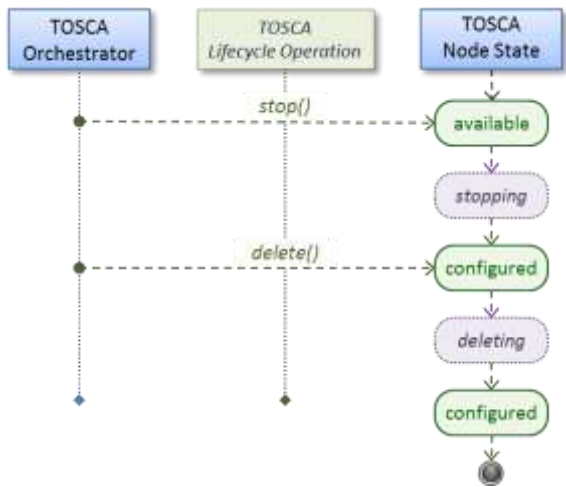 TOSCA
Orchestrator
TOSCA
Lifecycle Operation
TOSCA
Node State
stop()
available
stopping
delete()
configured
deleting
configured